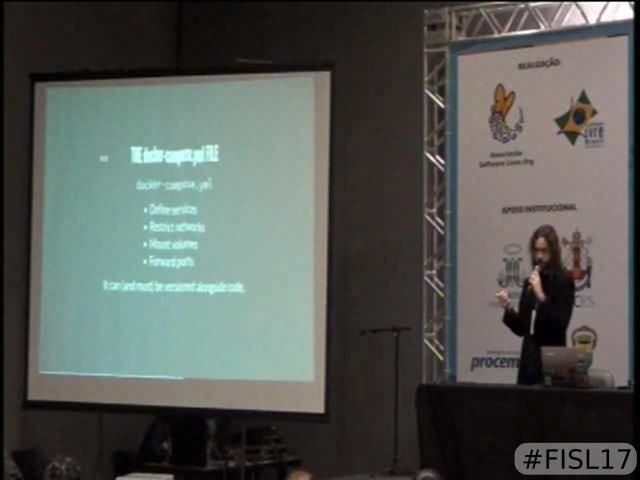 THE docker-compose.yml FILE
docker-compose.yml
• Define services
• Restrict networks
• Mount volumes
• Forward ports
It can (and must) be versioned alongside code.
REALIZAÇÃO:
Associação
Software Livre.Org
APOIO INSTITUCIONAL
procem
#FISL17